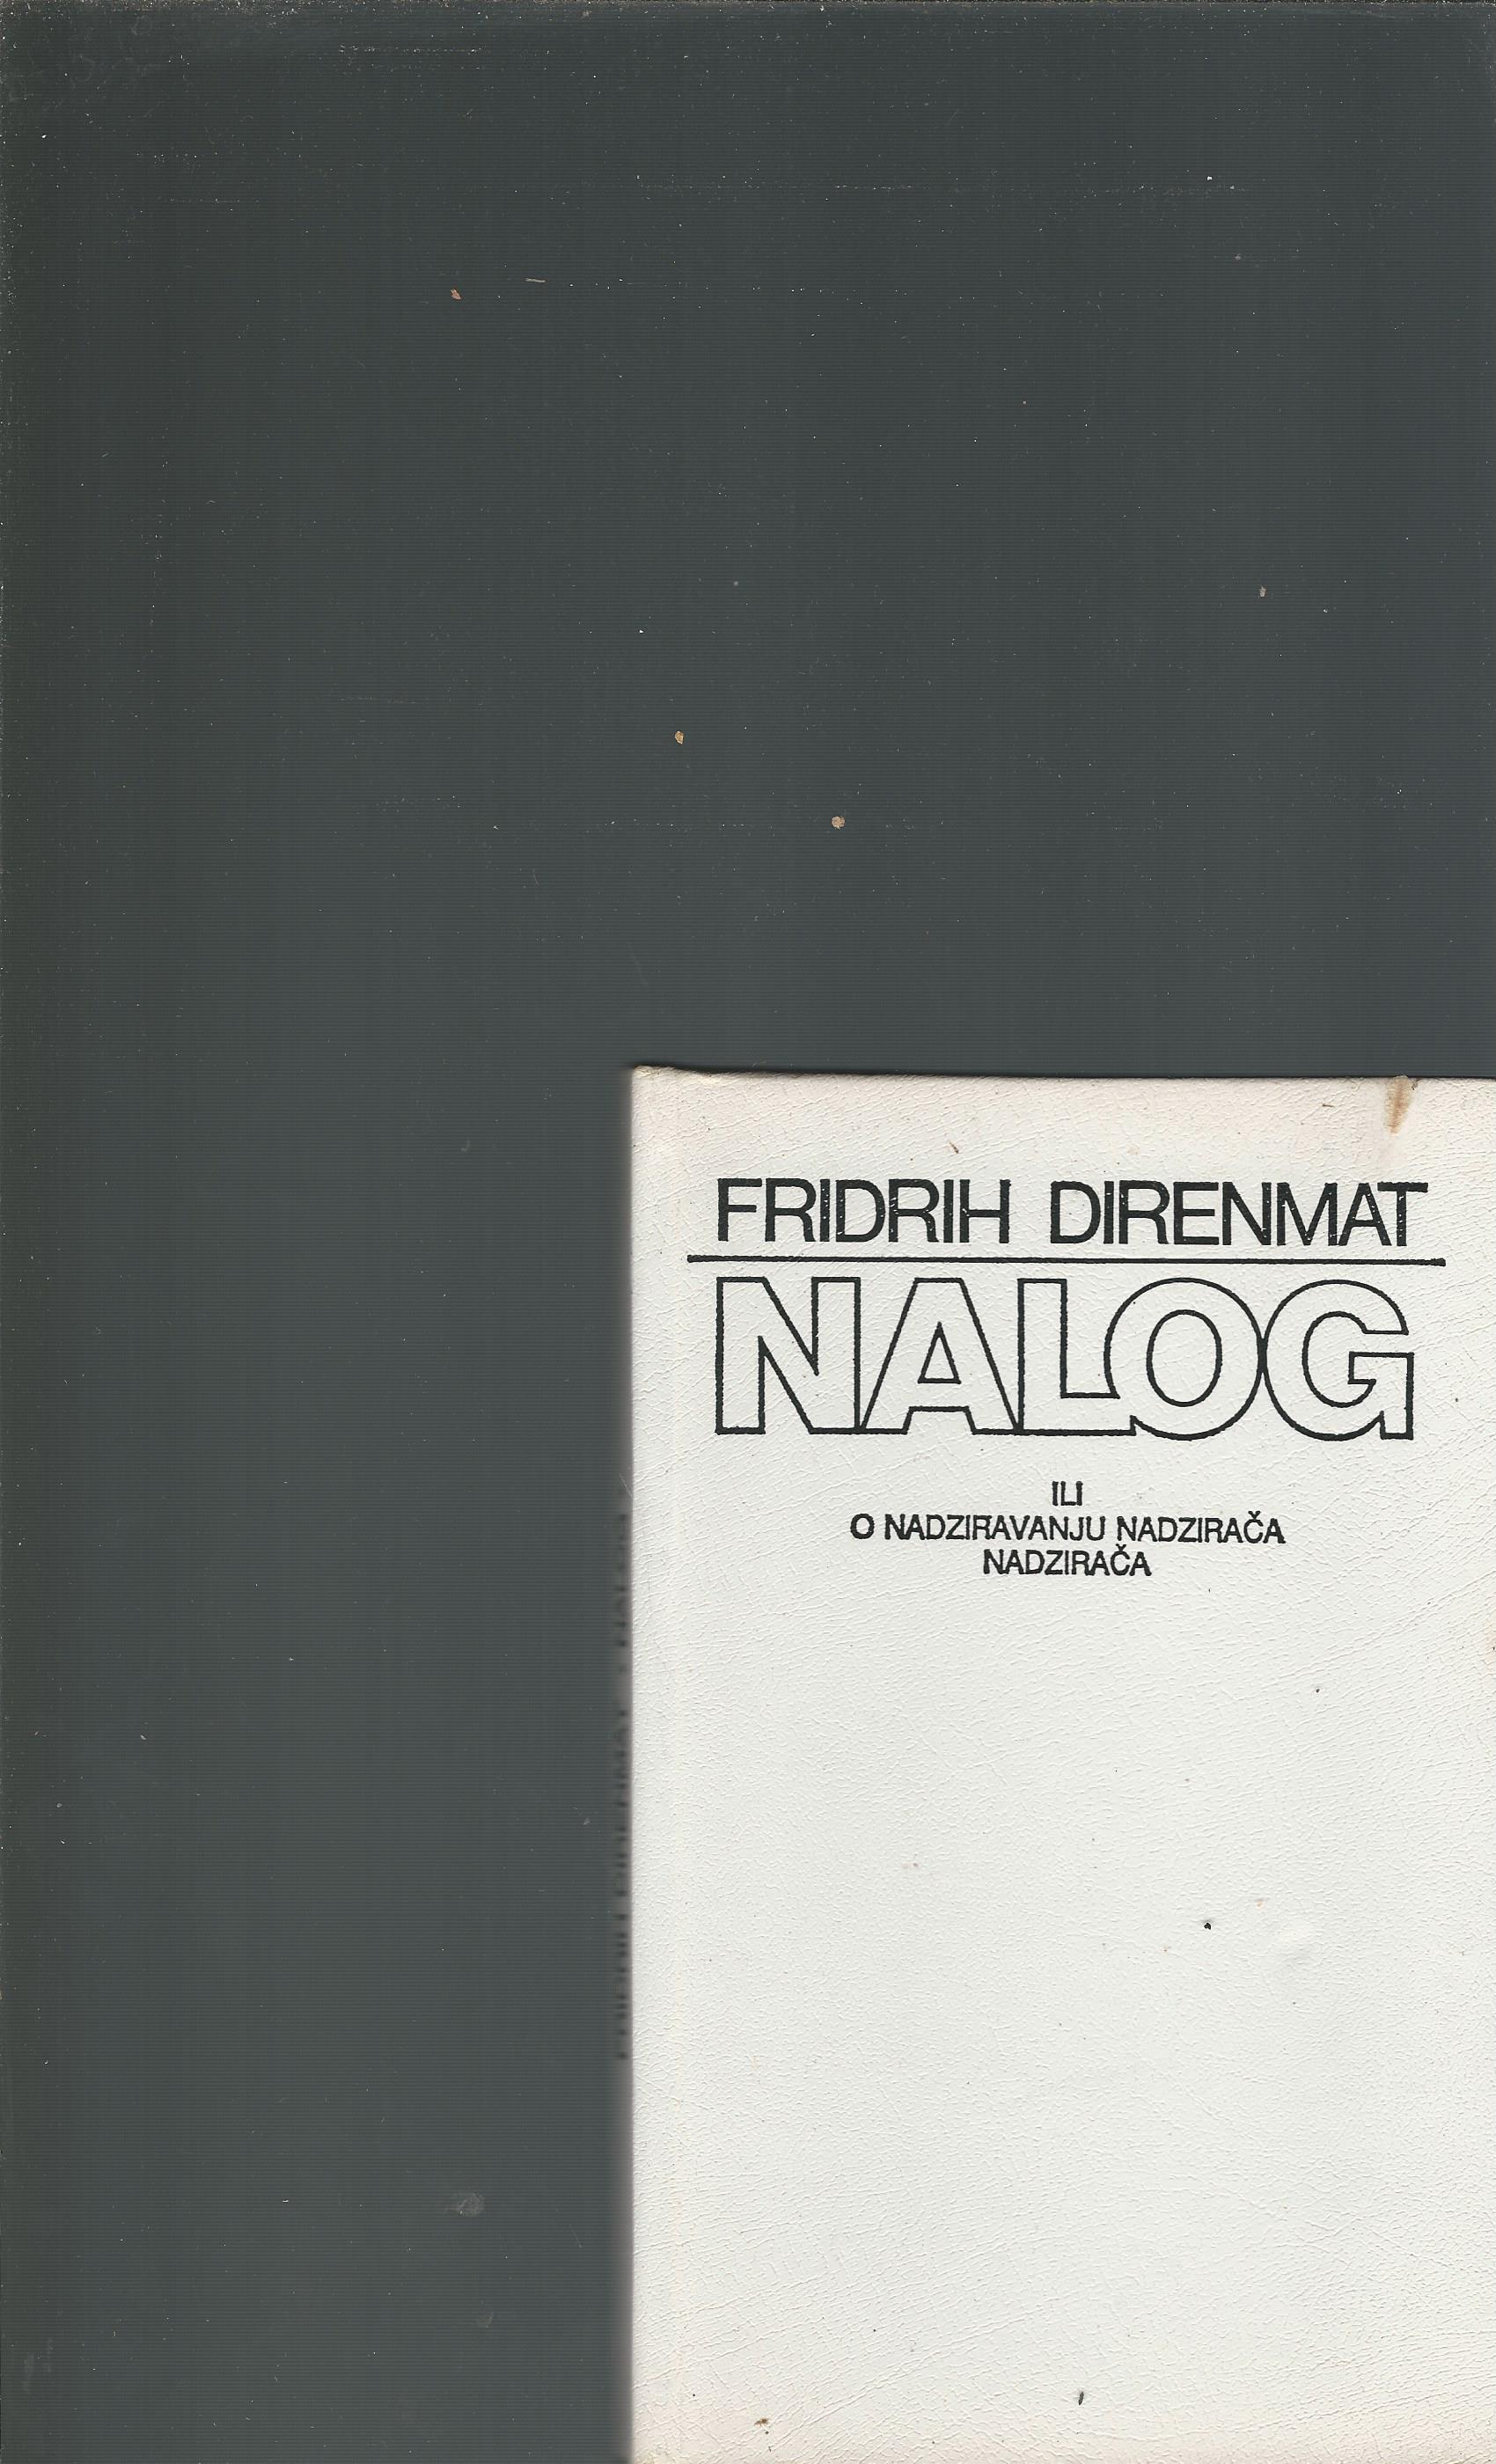 FRIDRIH DIRENMAT
NALOG
ILI
O NADZIRAVANJU NADZIRAČA
NADZIRAČA